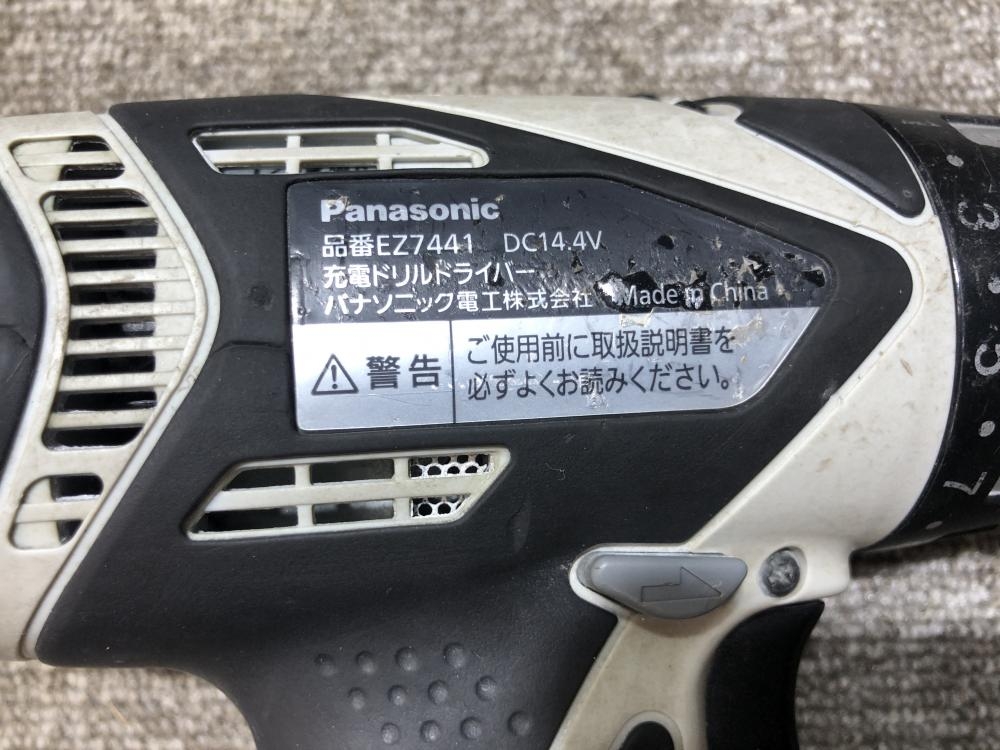 Panasonic
品番EZ7441 DC14.4V
充電ドリルドライバー
パナソニック電工株式会社 Made in China
警告
ご使用前に取扱説明書を
必ずよくお読みください。
3
5
7